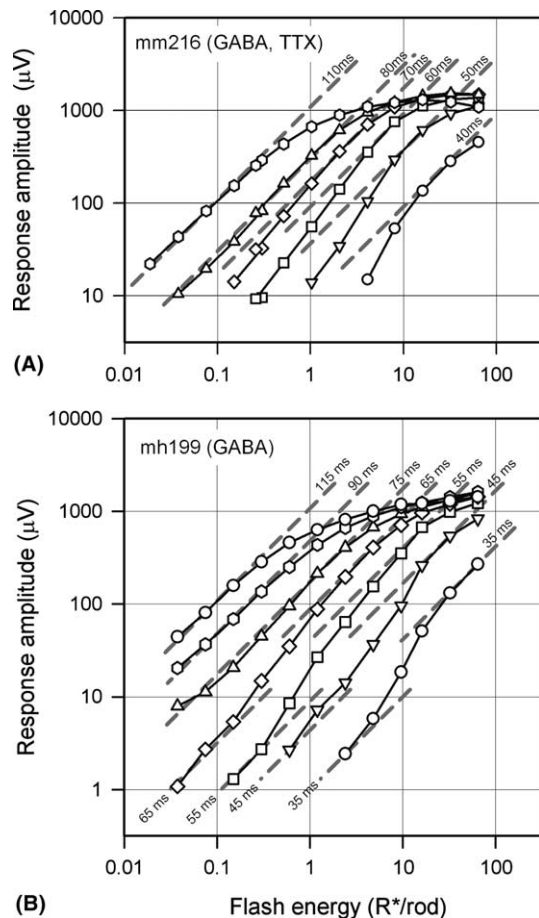 mm216 (GABA, TTX)
110ms
80ms
70ms
60ms
50ms
40ms
Response amplitude (µV)
10000
1000
100
10
(A)
0.01
0.1
1
10
100
mh199 (GABA)
115 ms
90 ms
75 ms
65 ms
55 ms
45 ms
35 ms
Response amplitude (µV)
10000
1000
100
10
1
65 ms
55 ms
45 ms
35 ms
(B)
0.01
0.1
1
10
100
Flash energy (R*/rod)